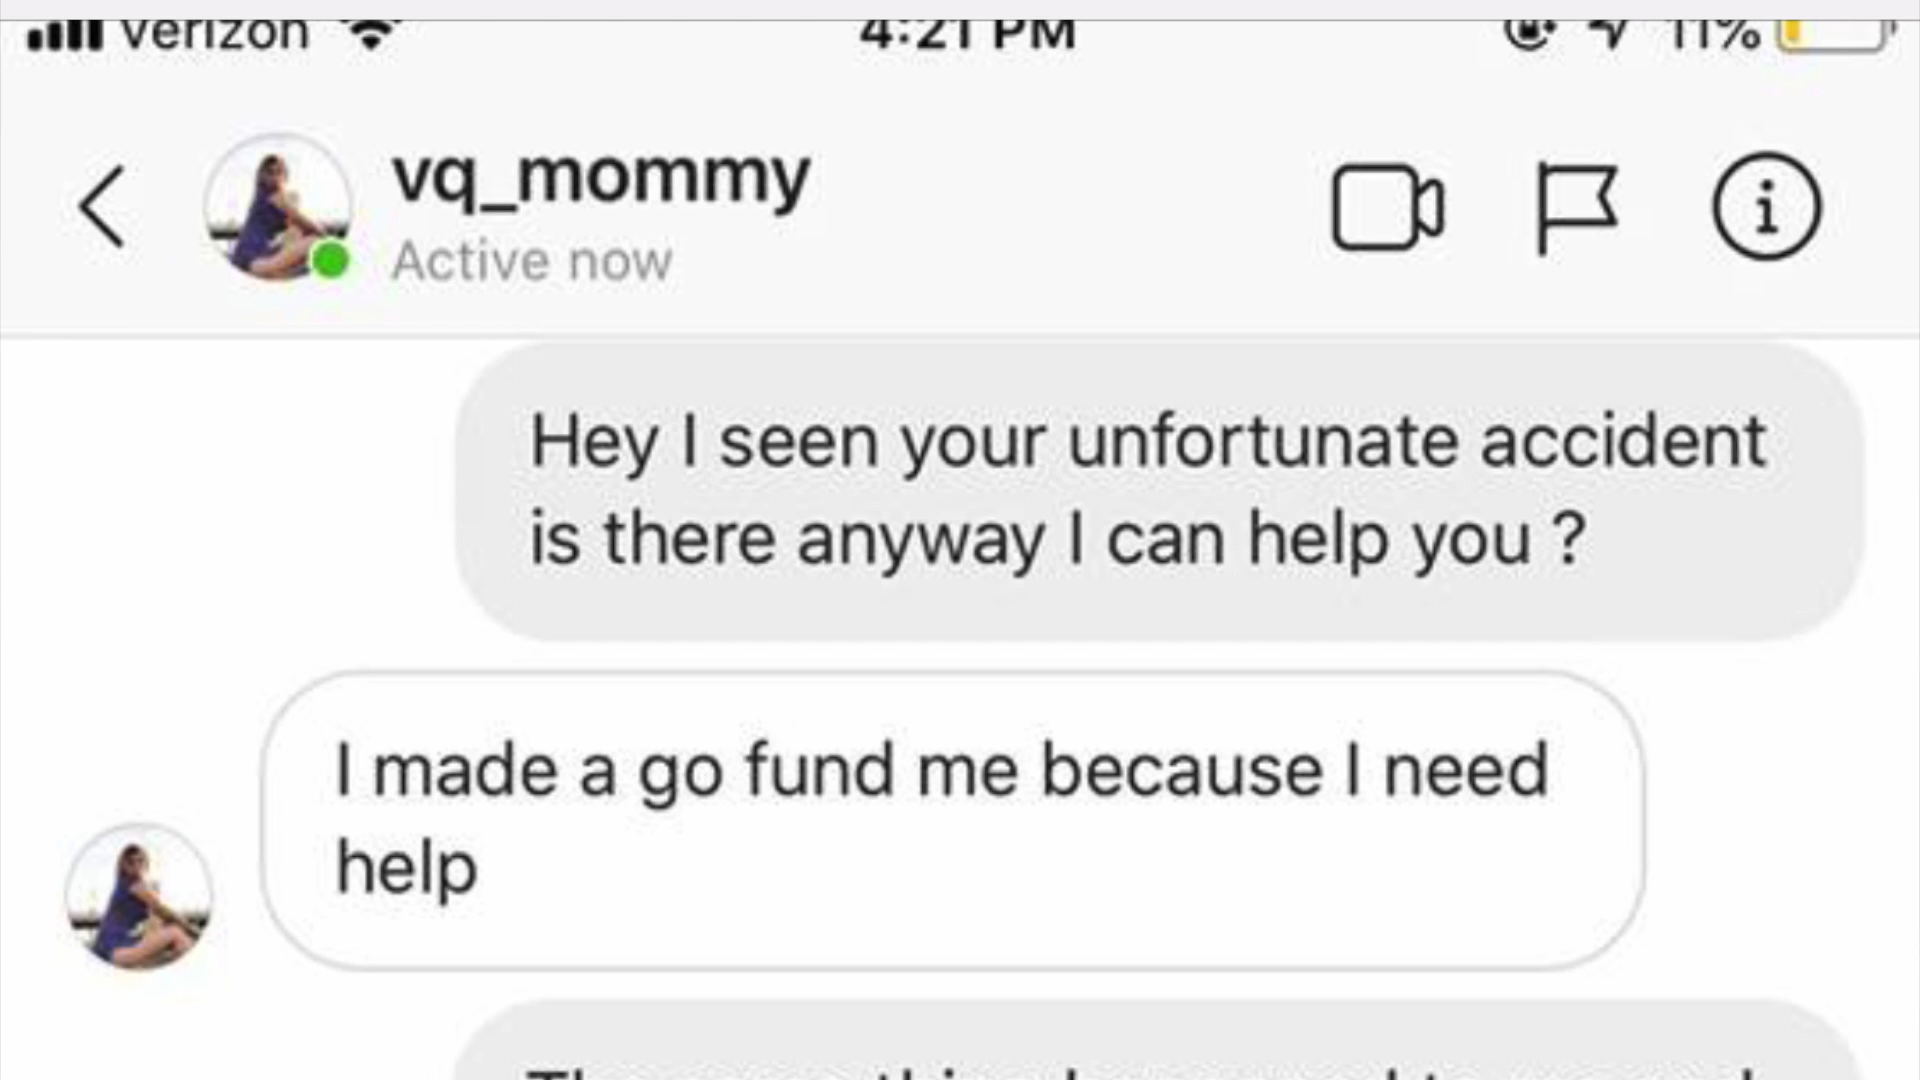 verizon 4:21 PM 11%
vq_mommy
Active now
Hey I seen your unfortunate accident
is there anyway I can help you ?
I made a go fund me because I need
help